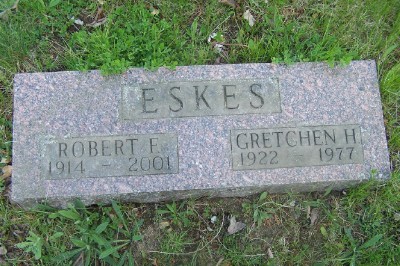 ESKES
ROBERT F.
1914 - 2001
GRETCHEN H.
1922 - 1977